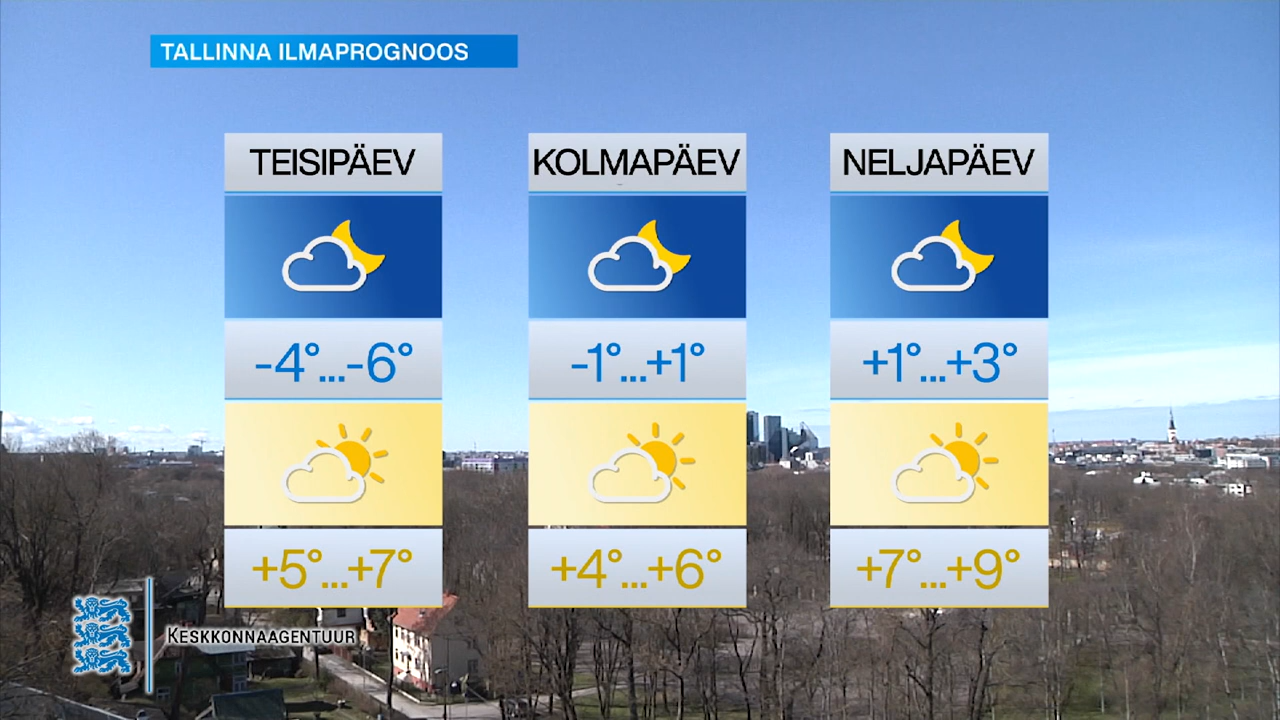 TALLINNA ILMAPROGNOOS
TEISIPÄEV
-4°...-6°
+5°...+7°
KOLMAPÄEV
-1°...+1°
+4°...+6°
NELJAPÄEV
+1°...+3°
+7°...+9°
KESKKONNAAGENTUUR